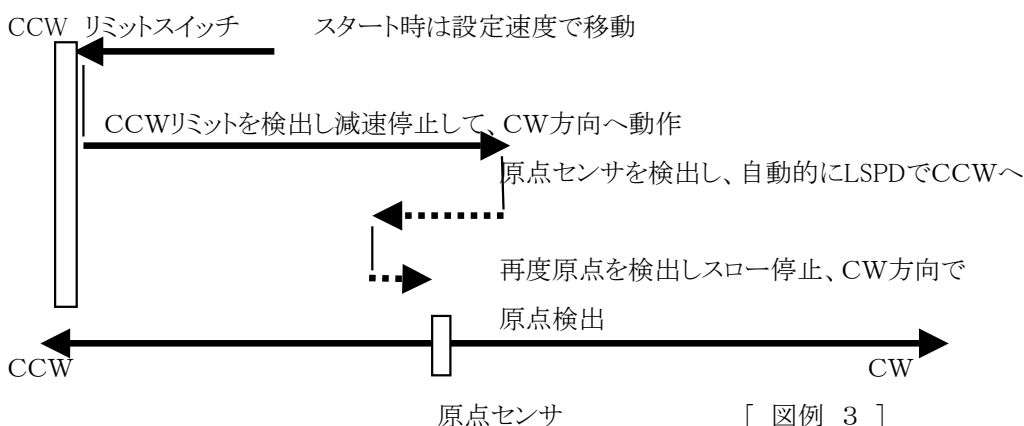 CCW リミットスイッチ スタート時は設定速度で移動
CCWリミットを検出し減速停止して、CW方向へ動作
原点センサを検出し、自動的にLSPDでCCWへ
再度原点を検出しスロー停止、CW方向で
原点検出
CCW CW
原点センサ [ 図例 3 ]